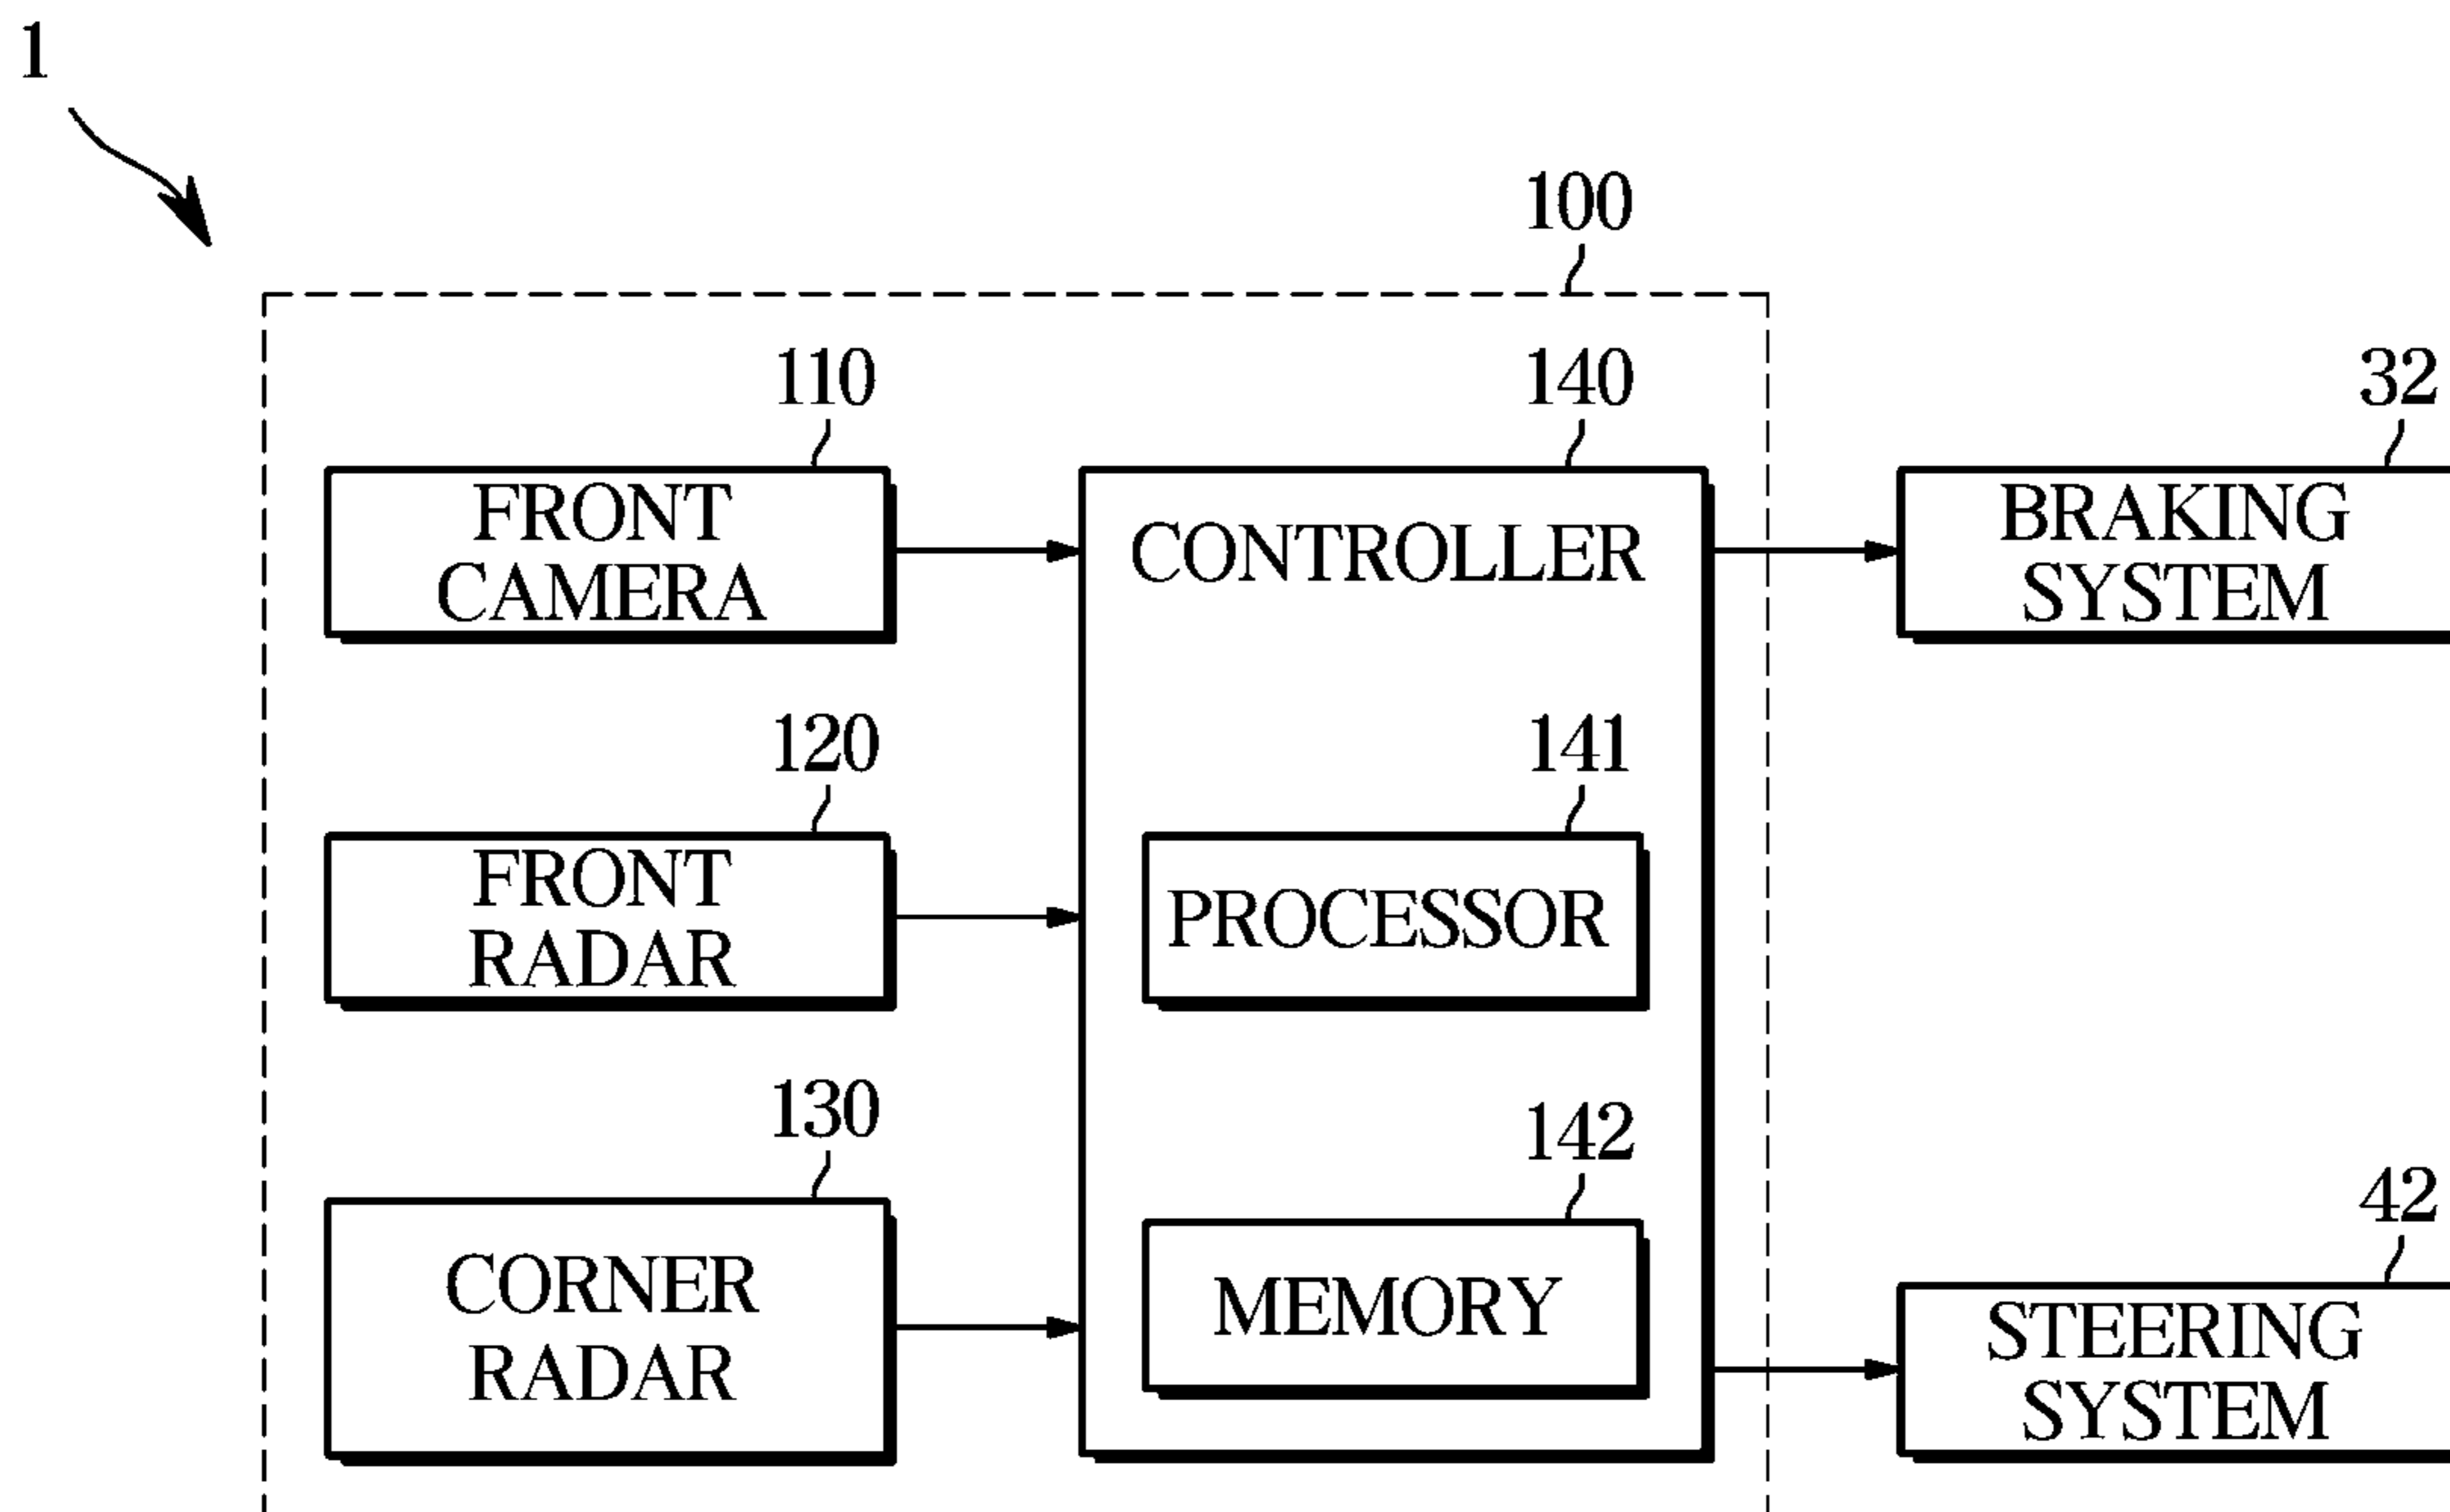 1
100
110
140
32
FRONT
CAMERA
CONTROLLER
BRAKING
SYSTEM
120
141
FRONT
RADAR
PROCESSOR
130
142
42
CORNER
RADAR
MEMORY
STEERING
SYSTEM